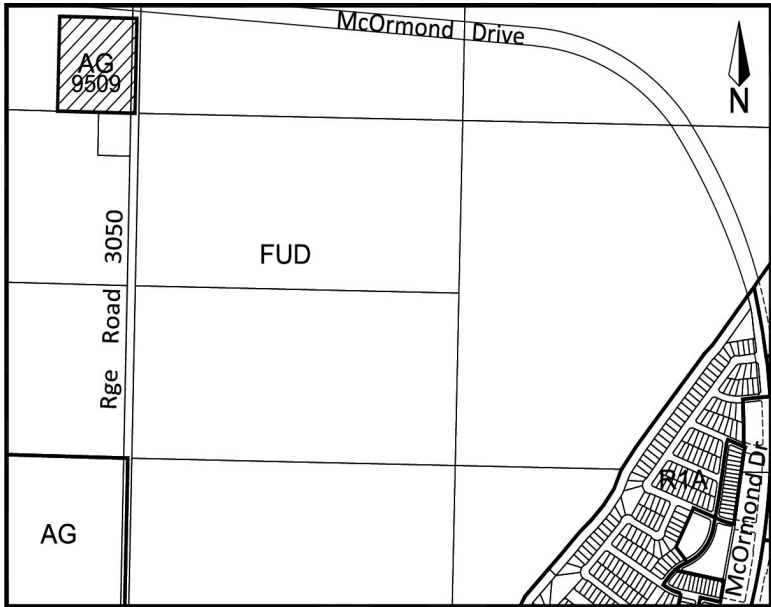 McOrmond Drive
AG
9509
N
Rge Road 3050
FUD
R1A
McOrmond Dr
AG